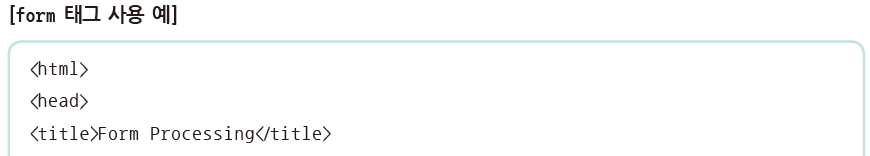 [form 태그 사용 예]
<html>
<head>
<title>Form Processing</title>